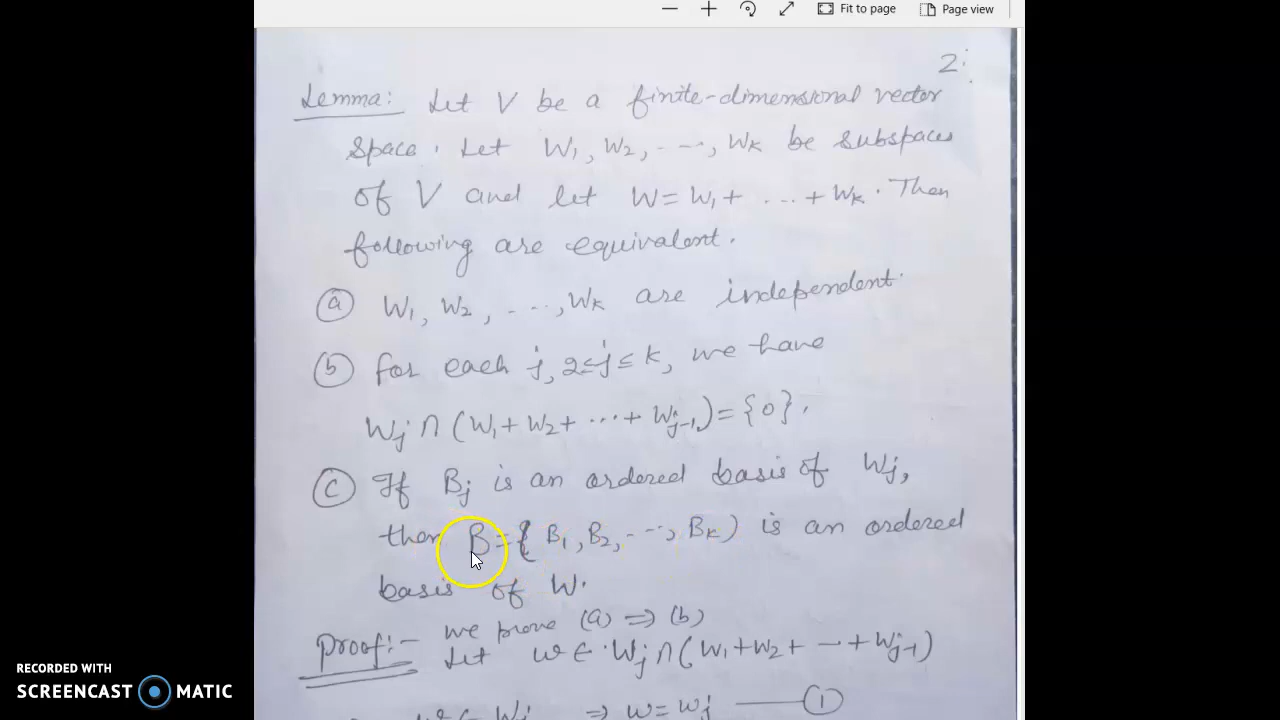 Fit to page
Page view
2.
Lemma: Let V be a finite-dimensional vector
space. Let W₁, W₂, ..., Wₖ be subspaces
of V and let W = W₁ + ... + Wₖ. Then
following are equivalent.
(a) W₁, W₂, ..., Wₖ are independent.
(b) for each j, 2≤j≤k, we have
Wⱼ ∩ (W₁ + W₂ + ... + Wⱼ₋₁) = {0}.
(c) If Bⱼ is an ordered basis of Wⱼ,
then B = { B₁, B₂, ..., Bₖ ) is an ordered
basis of W.
Proof:- we prove (a) ⇒ (b)
Let w ∈ Wⱼ ∩ (W₁ + W₂ + ... + Wⱼ₋₁)
⇒ w = wⱼ —— (1)
RECORDED WITH
SCREENCAST MATIC